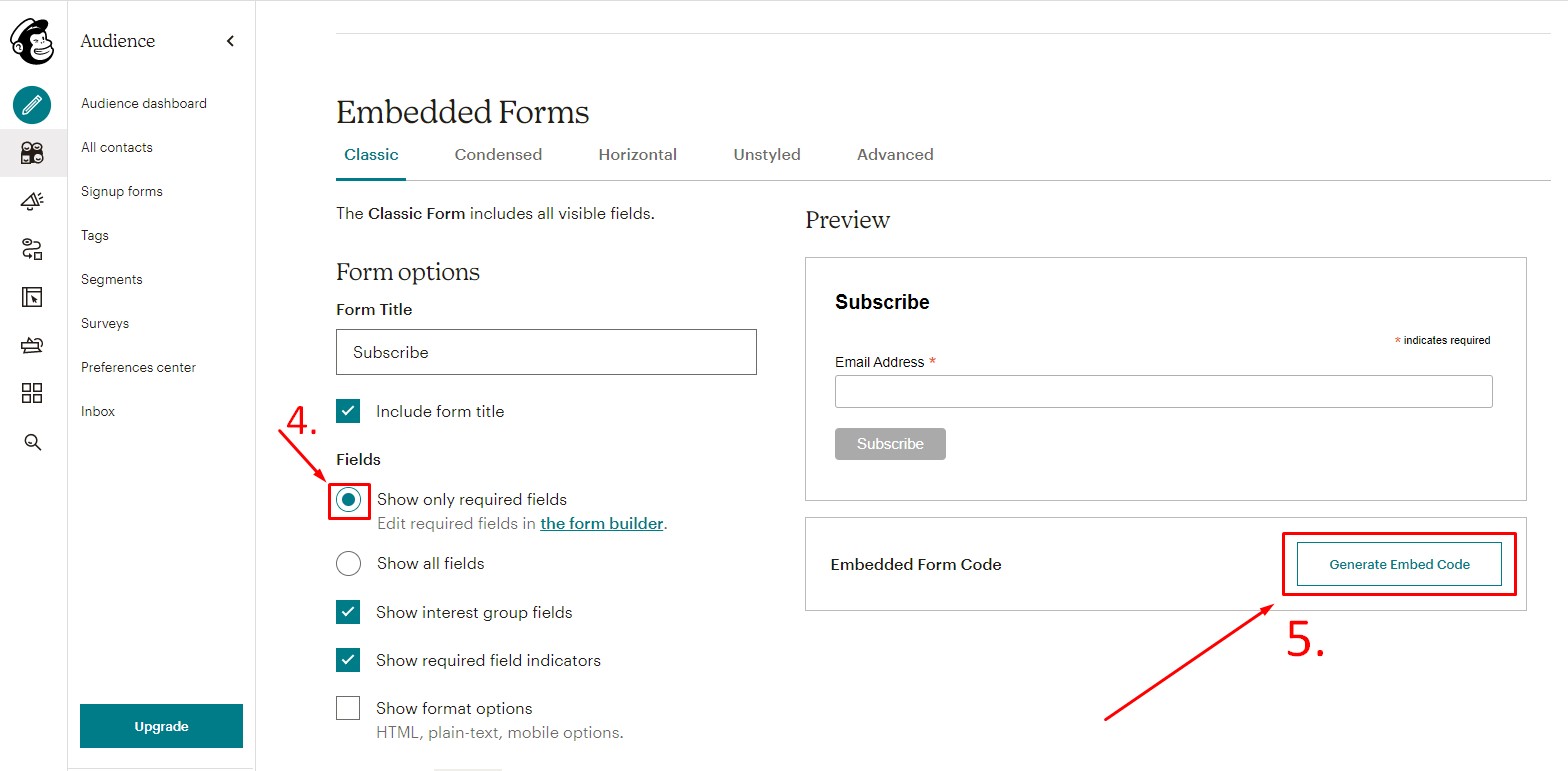 Audience
Audience dashboard
All contacts
Signup forms
Tags
Segments
Surveys
Preferences center
Inbox
Upgrade
Embedded Forms
Classic Condensed Horizontal Unstyled Advanced
The Classic Form includes all visible fields.
Form options
Form Title
Subscribe
Include form title
4.
Fields
Show only required fields
Edit required fields in the form builder.
Show all fields
Show interest group fields
Show required field indicators
Show format options
HTML, plain-text, mobile options.
Preview
Subscribe
* indicates required
Email Address *
Subscribe
Embedded Form Code
Generate Embed Code
5.